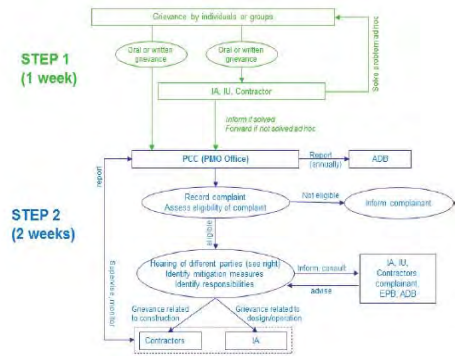 Grievance by individuals or groups
STEP 1
(1 week)
Oral or written
grievance
Oral or written
grievance
Solve problem ad hoc
IA, IU, Contractor
Inform if solved
Forward if not solved ad hoc
PCC (PMO Office)
Report
(annually)
ADB
report
STEP 2
(2 weeks)
Record complaint
Assess eligibility of complaint
Not eligible
Inform complainant
eligible
Hearing of different parties (see right)
Identify mitigation measures
Identify responsibilities
Inform, consult
advise
IA, IU,
Contractors
complainant,
EPB, ADB
Supervise, monitor
Grievance related
to construction
Grievance related to
design/operation
Contractors
IA